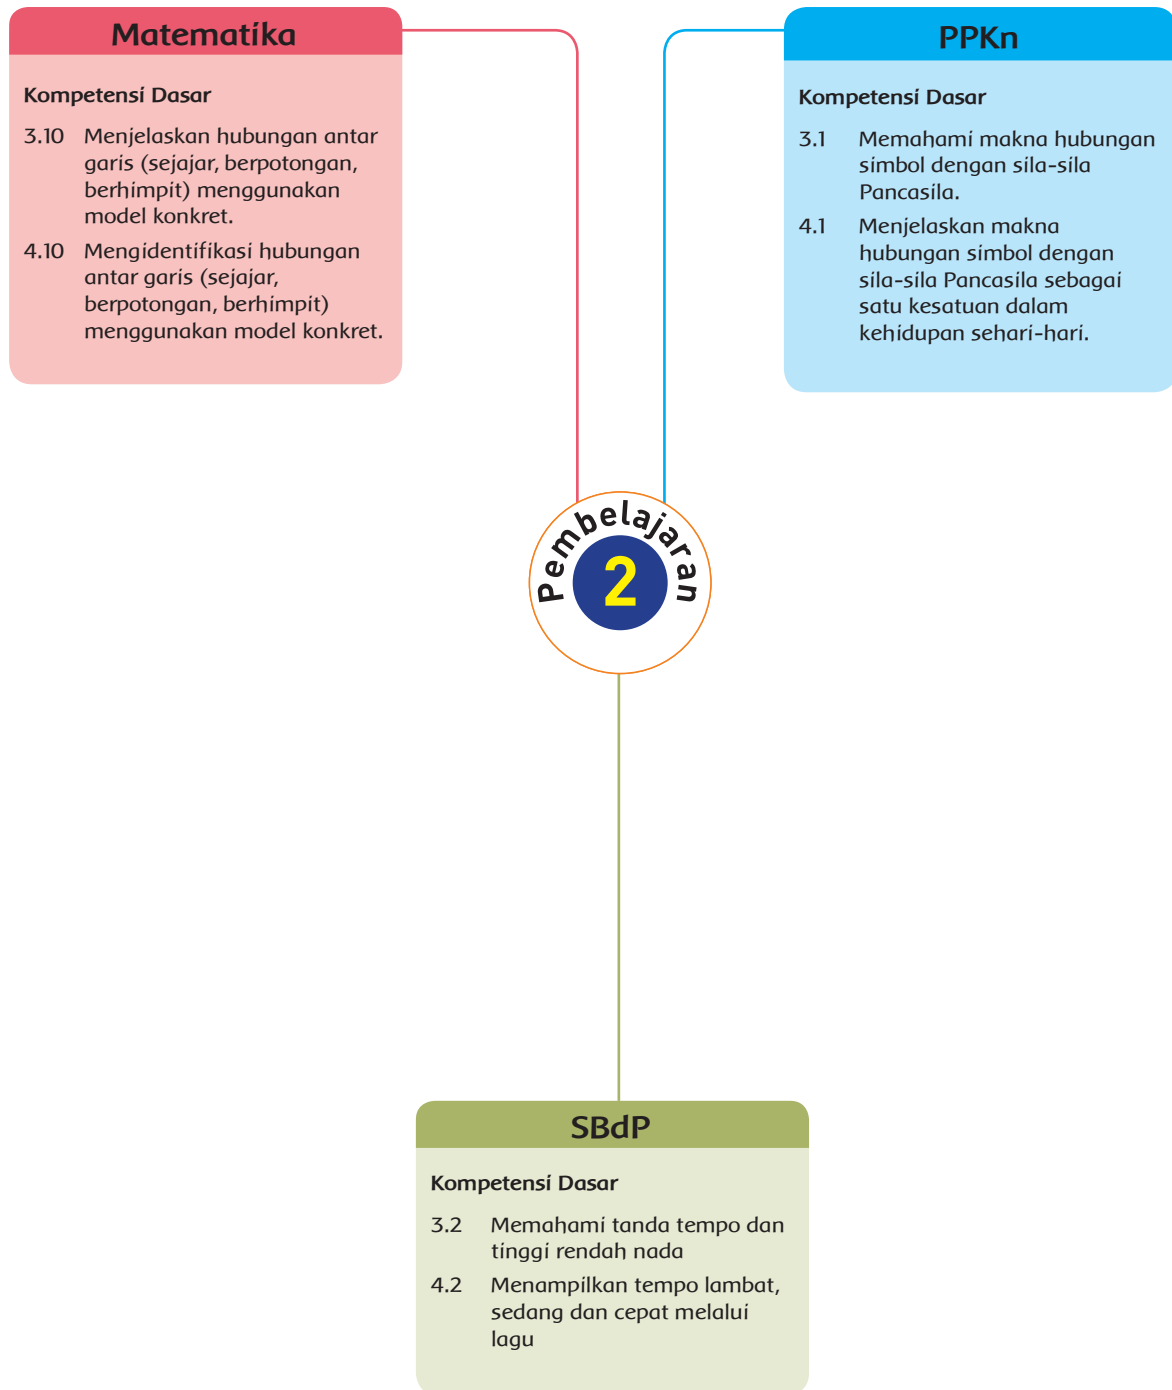 Matematika
Kompetensi Dasar
3.10 Menjelaskan hubungan antar
garis (sejajar, berpotongan,
berhimpit) menggunakan
model konkret.
4.10 Mengidentifikasi hubungan
antar garis (sejajar,
berpotongan, berhimpit)
menggunakan model konkret.
PPKn
Kompetensi Dasar
3.1 Memahami makna hubungan
simbol dengan sila-sila
Pancasila.
4.1 Menjelaskan makna
hubungan simbol dengan
sila-sila Pancasila sebagai
satu kesatuan dalam
kehidupan sehari-hari.
Pembelajaran
2
SBdP
Kompetensi Dasar
3.2 Memahami tanda tempo dan
tinggi rendah nada
4.2 Menampilkan tempo lambat,
sedang dan cepat melalui
lagu